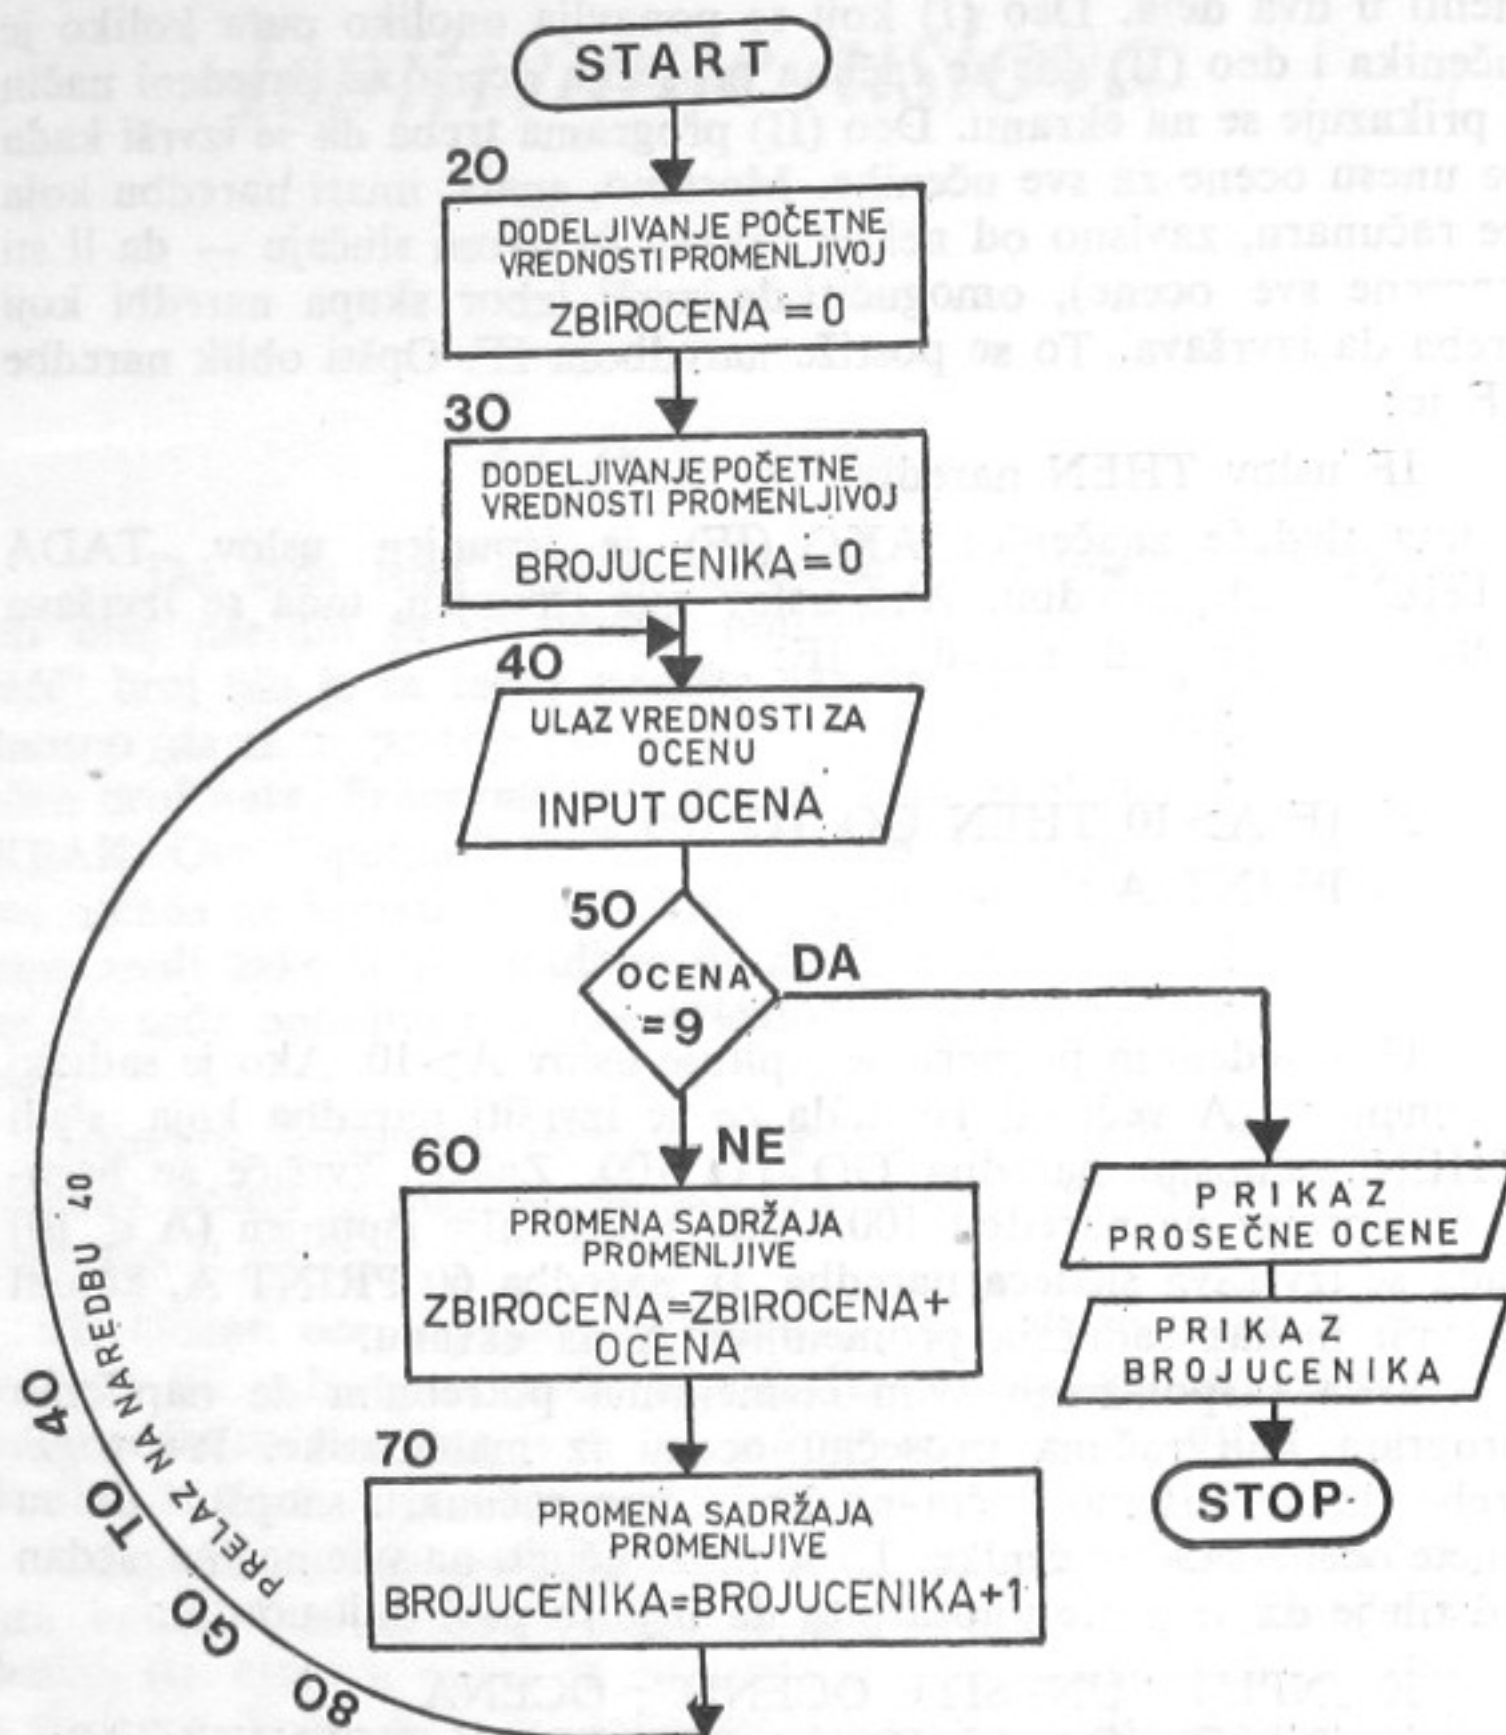 START
20
DODELJIVANJE POČETNE
VREDNOSTI PROMENLJIVOJ
ZBIROCENA = 0
30
DODELJIVANJE POČETNE
VREDNOSTI PROMENLJIVOJ
BROJUCENIKA = 0
40
ULAZ VREDNOSTI ZA
OCENU
INPUT OCENA
50
OCENA
= 9
DA
NE
60
PROMENA SADRŽAJA
PROMENLJIVE
ZBIROCENA=ZBIROCENA+
OCENA
70
PROMENA SADRŽAJA
PROMENLJIVE
BROJUCENIKA=BROJUCENIKA+1
80 GO TO 40
PRELAZ NA NAREDBU 40
PRIKAZ
PROSEČNE OCENE
PRIKAZ
BROJUCENIKA
STOP